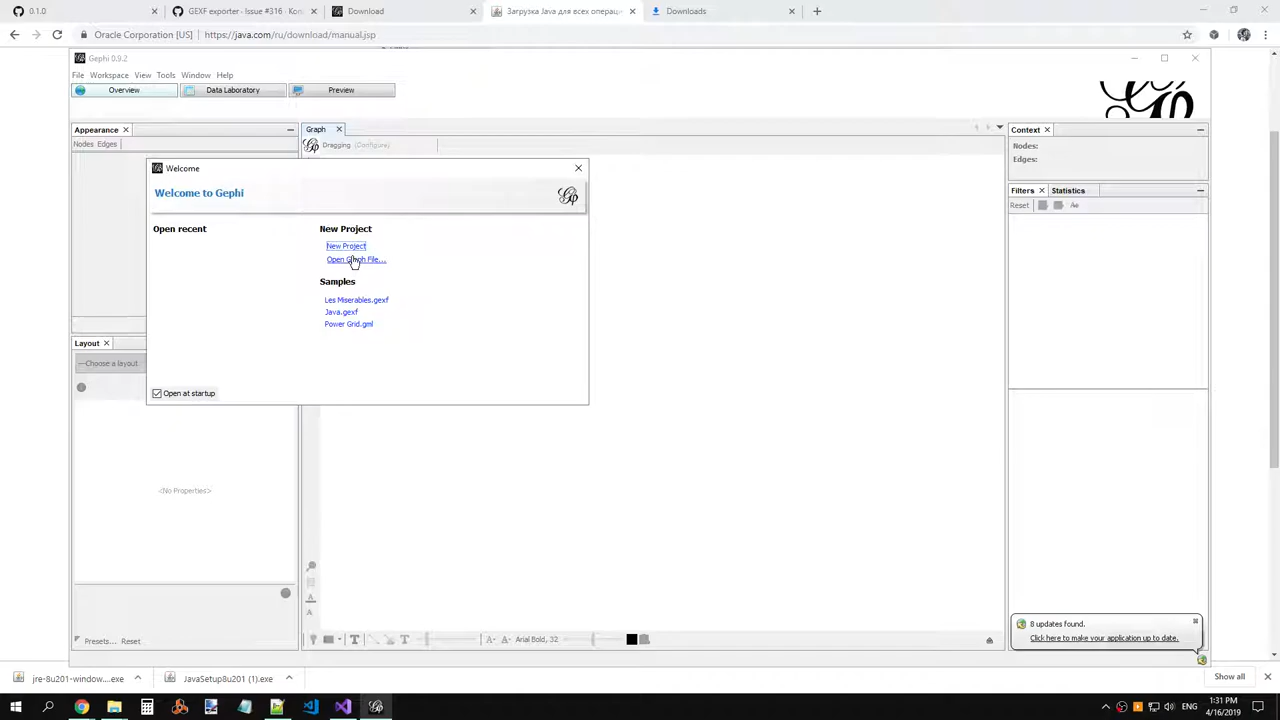 0.1.0
GEXF exporter · Issue #316 · Kons
Download
Загрузка Java для всех операци
Downloads
Oracle Corporation [US] | https://java.com/ru/download/manual.jsp
Gephi 0.9.2
File Workspace View Tools Window Help
Overview
Data Laboratory
Preview
Appearance
Nodes Edges
Graph
Dragging (Configure)
Context
Nodes:
Edges:
Filters
Statistics
Reset
Welcome
Welcome to Gephi
Open recent
New Project
New Project
Open Graph File...
Samples
Les Miserables.gexf
Java.gexf
Power Grid.gml
Open at startup
Layout
---Choose a layout
<No Properties>
Presets... Reset
Arial Bold, 32
8 updates found.
Click here to make your application up to date.
jre-8u201-window....exe
JavaSetup8u201 (1).exe
Show all
ENG
1:31 PM
4/16/2019